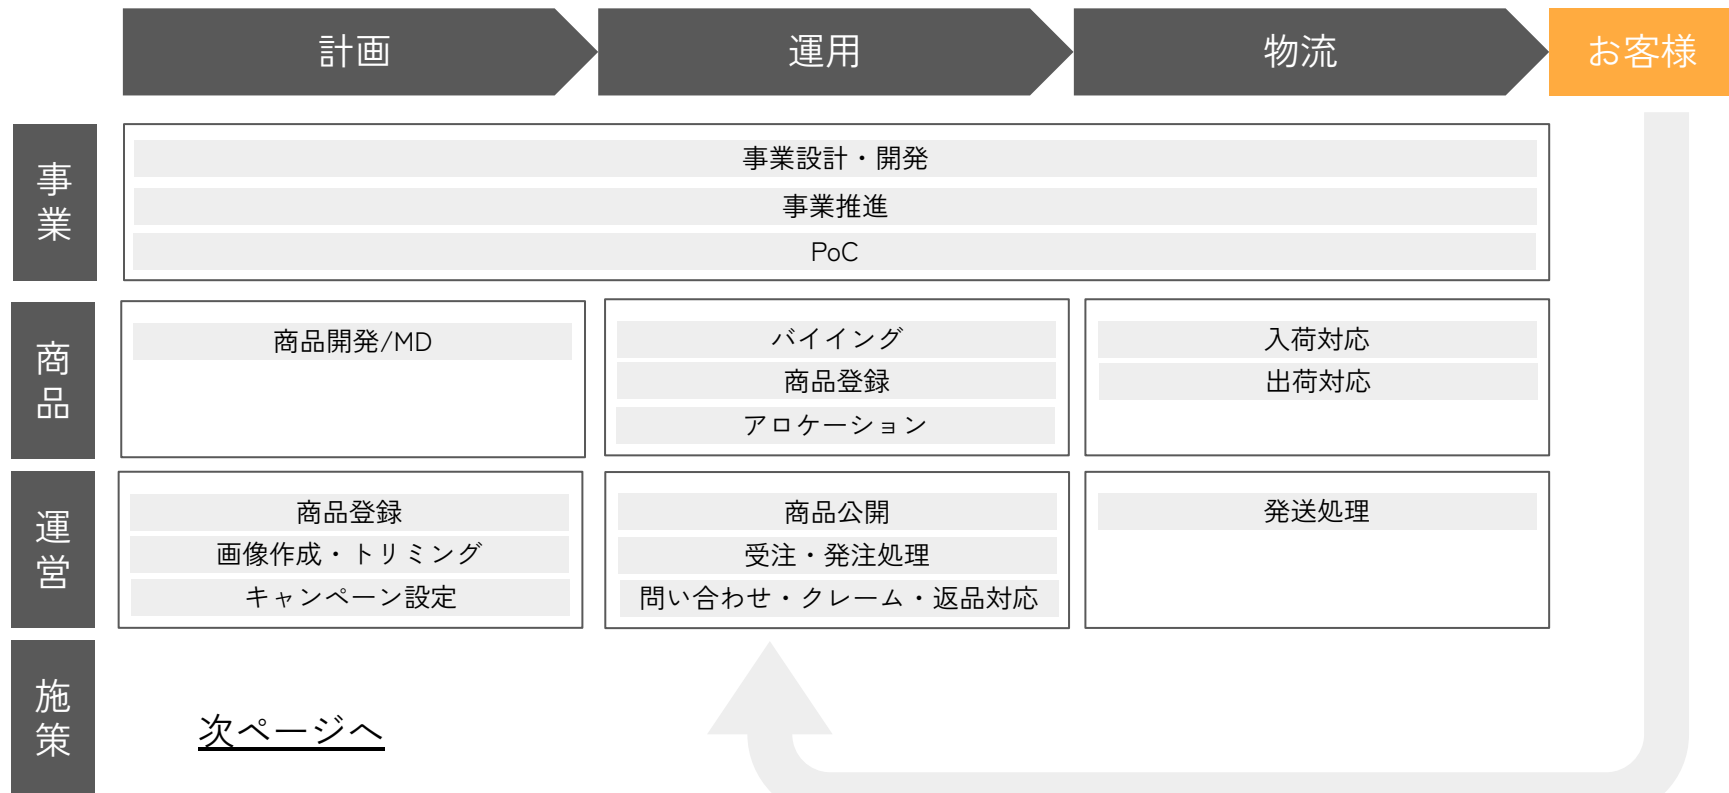 計画
運用
物流
お客様
事業
事業設計・開発
事業推進
PoC
商品
商品開発/MD
バイイング
商品登録
アロケーション
入荷対応
出荷対応
運営
商品登録
画像作成・トリミング
キャンペーン設定
商品公開
受注・発注処理
問い合わせ・クレーム・返品対応
発送処理
施策
次ページへ